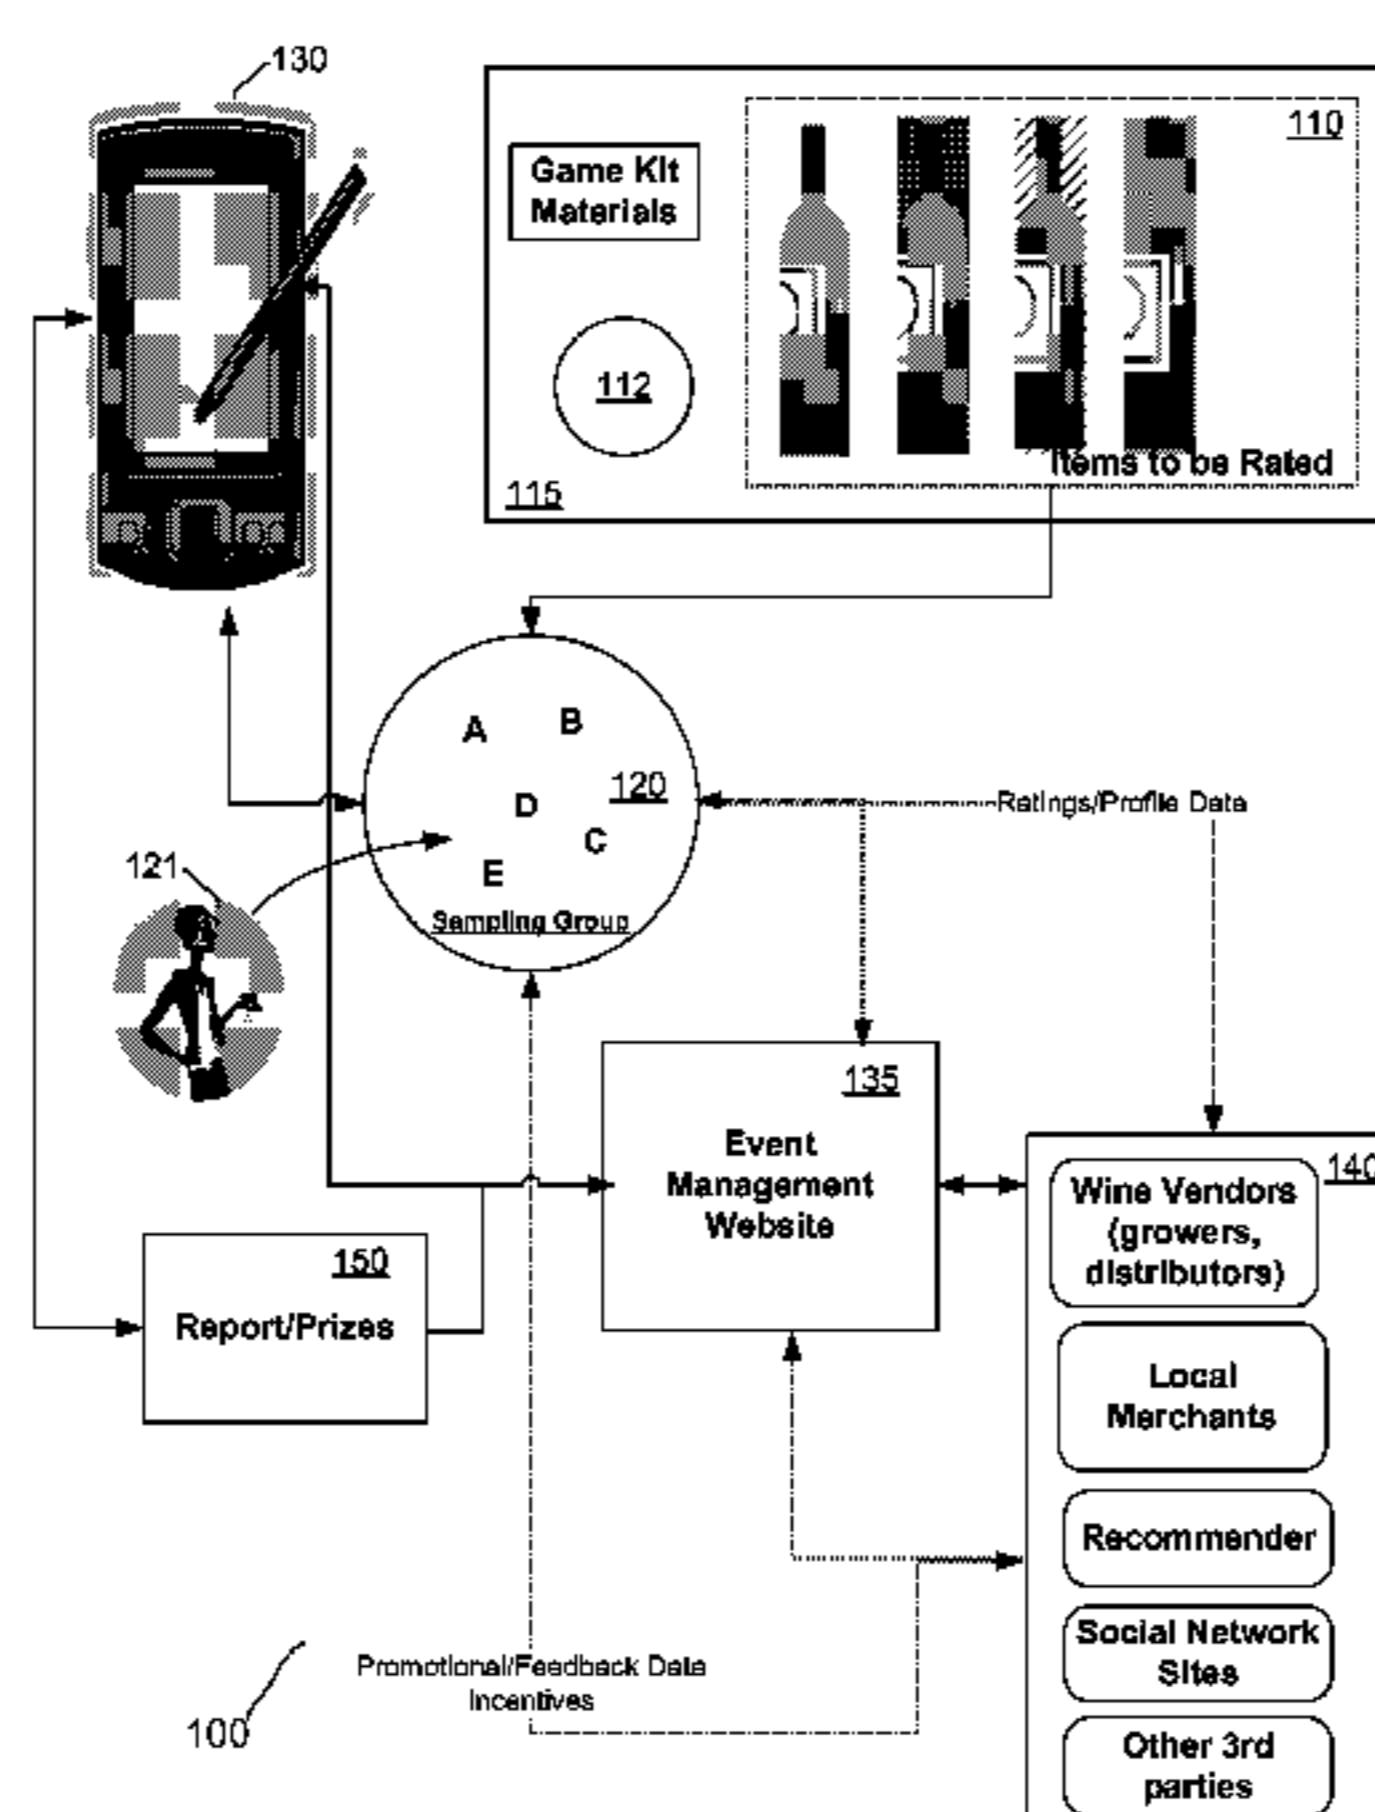 130
110
Game Kit
Materials
112
115
Items to be Rated
A
B
120
D
C
E
Sampling Group
Ratings/Profile Data
121
135
Event
Management
Website
140
Wine Vendors
(growers,
distributors)
150
Report/Prizes
Local
Merchants
Recommender
Social Network
Sites
Promotional/Feedback Data
Incentives
100
Other 3rd
parties